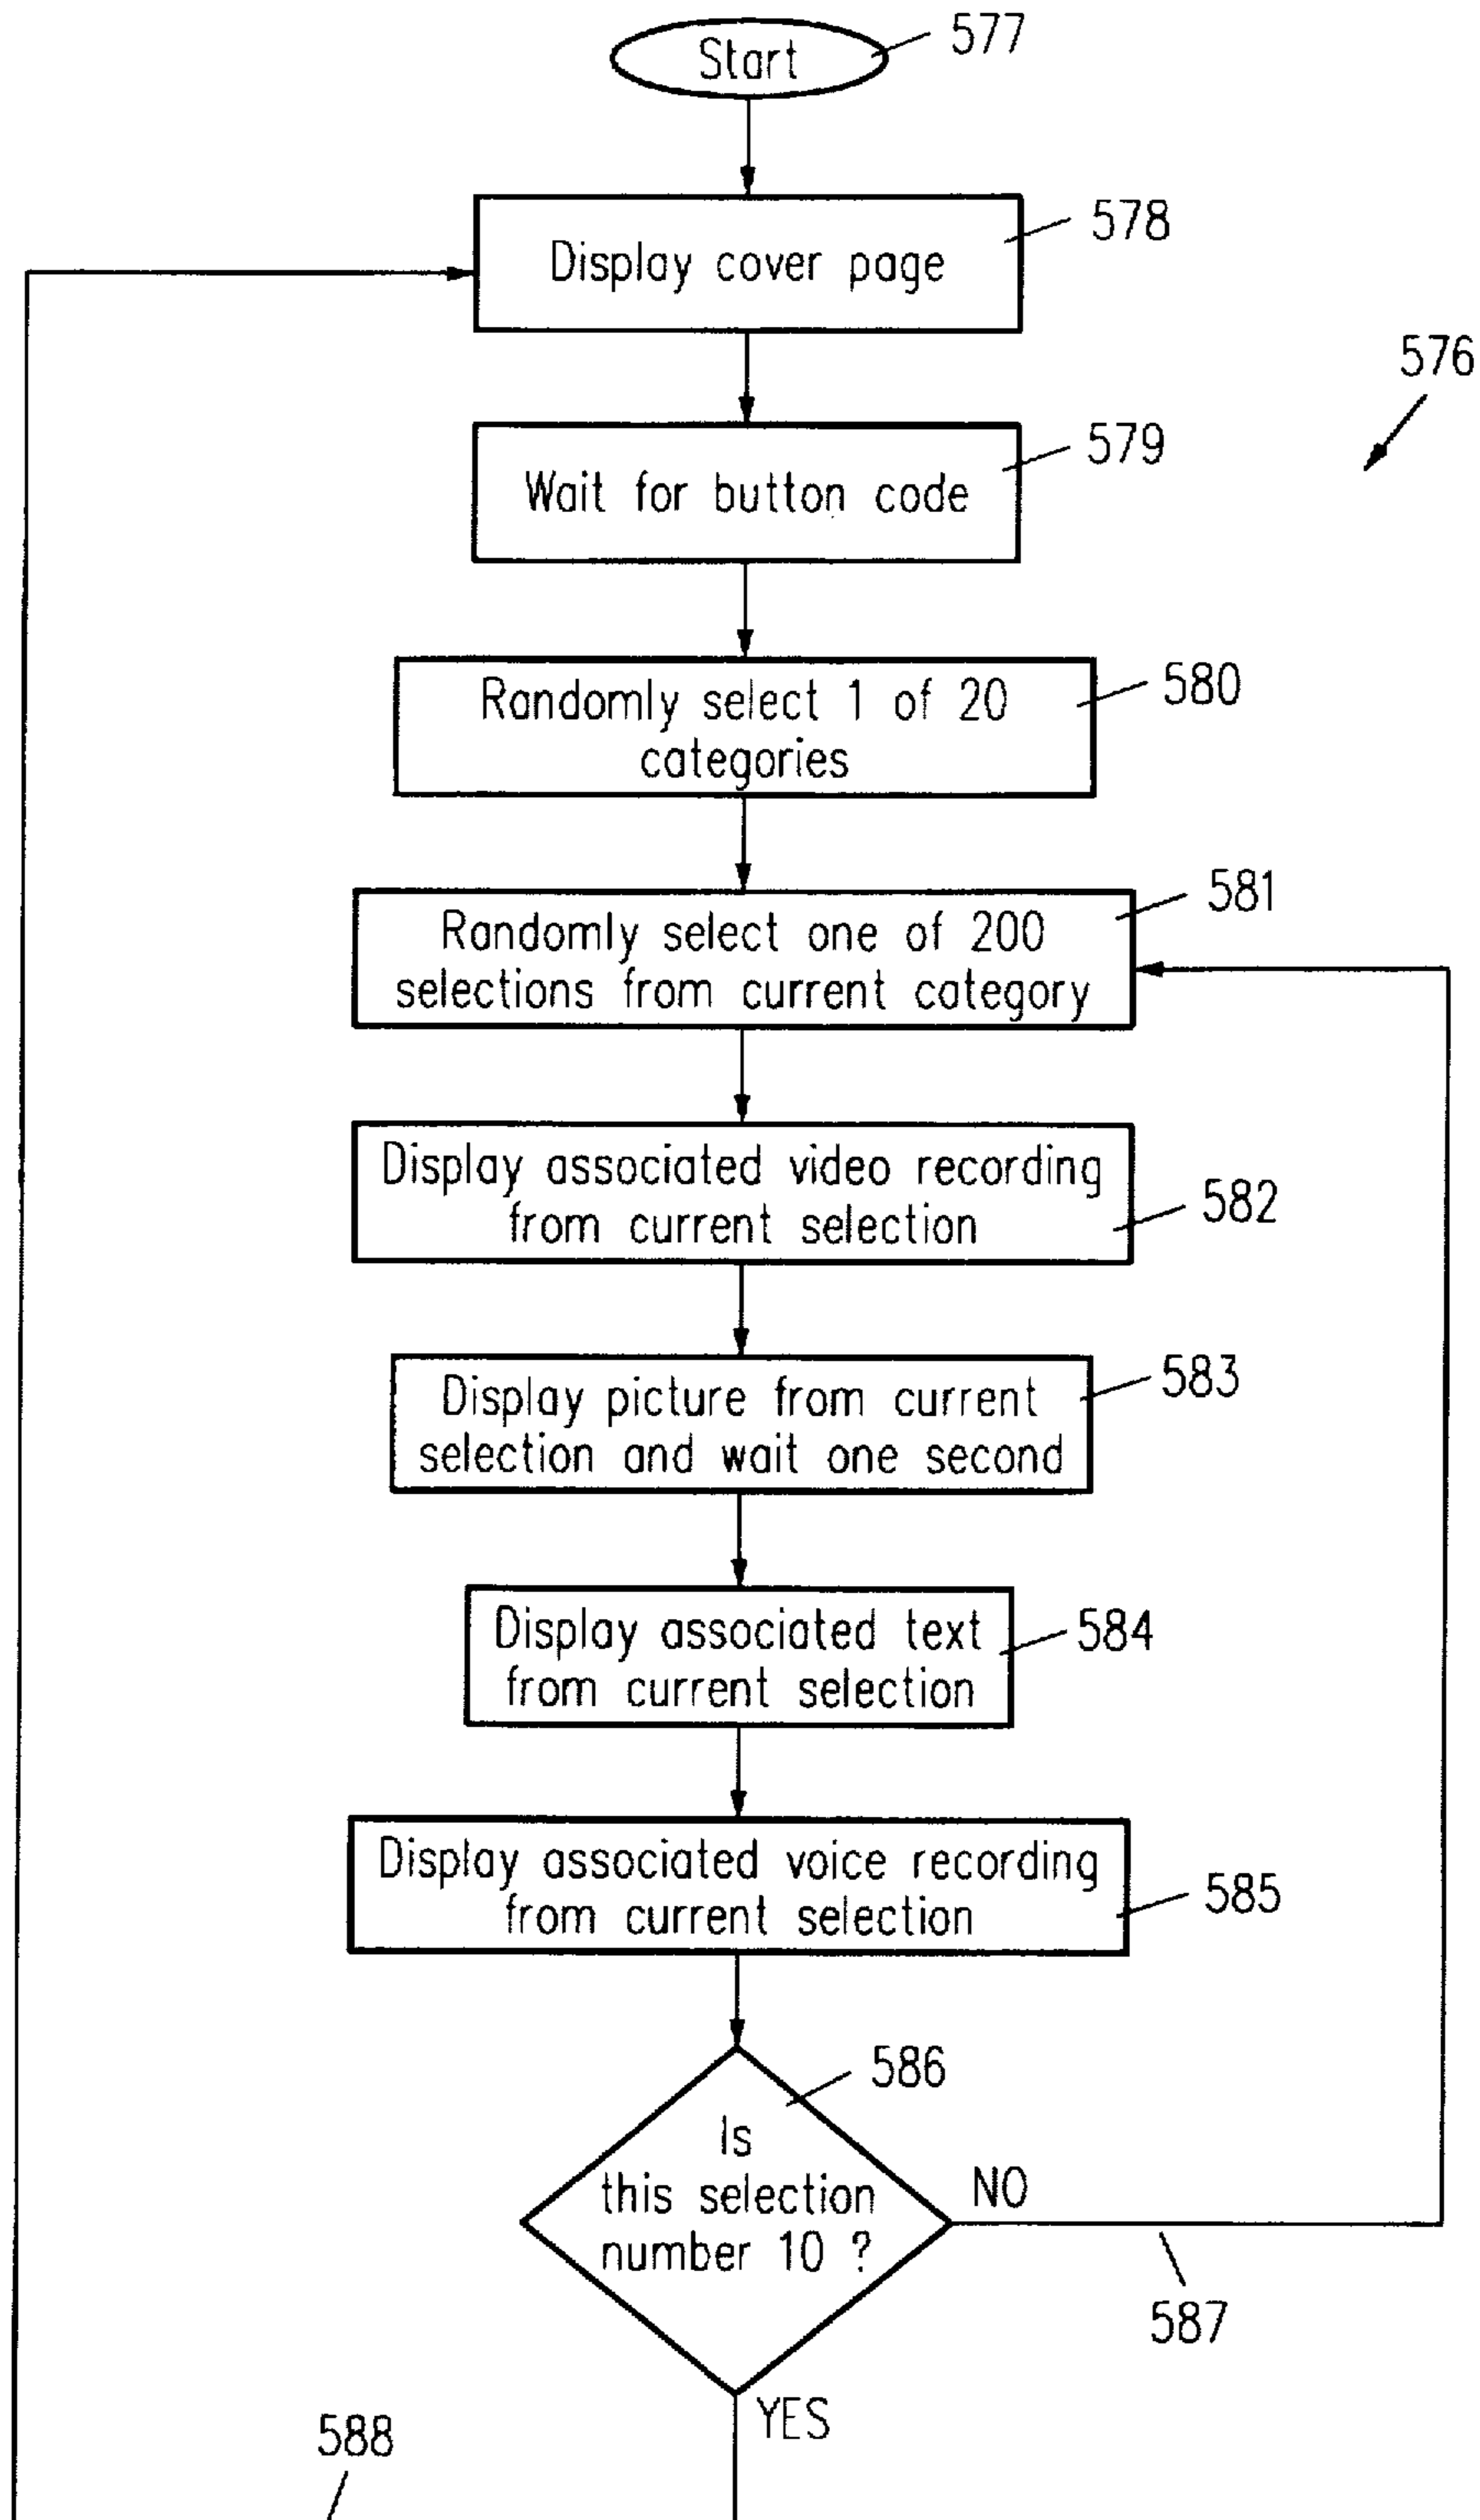 Start
577
Display cover page
578
576
Wait for button code
579
Randomly select 1 of 20
categories
580
Randomly select one of 200
selections from current category
581
Display associated video recording
from current selection
582
Display picture from current
selection and wait one second
583
Display associated text
from current selection
584
Display associated voice recording
from current selection
585
586
Is
this selection
number 10 ?
NO
587
YES
588